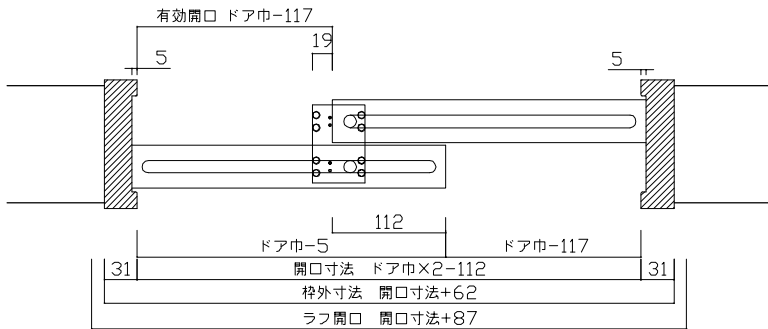 有効開口 ドア巾-117
19
5
5
112
ドア巾-5
ドア巾-117
31
開口寸法 ドア巾×2-112
31
枠外寸法 開口寸法+62
ラフ開口 開口寸法+87